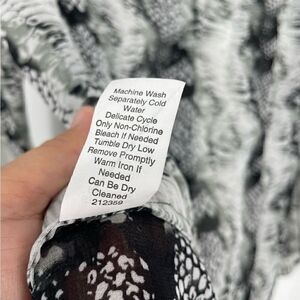 Machine Wash
Separately Cold
Water
Delicate Cycle
Only Non-Chlorine
Bleach If Needed
Tumble Dry Low
Remove Promptly
Warm Iron If
Needed
Can Be Dry
Cleaned
212359